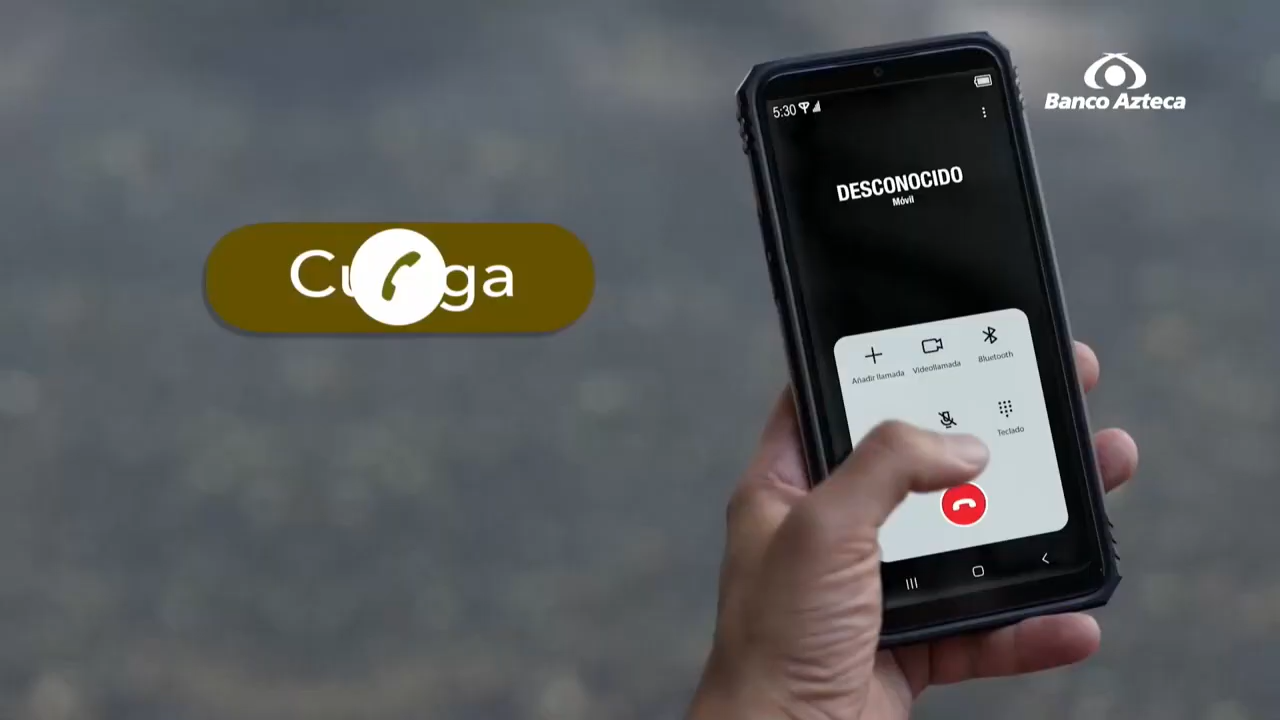 Banco Azteca
5:30
DESCONOCIDO
Móvil
Añadir llamada
Videollamada
Bluetooth
Teclado